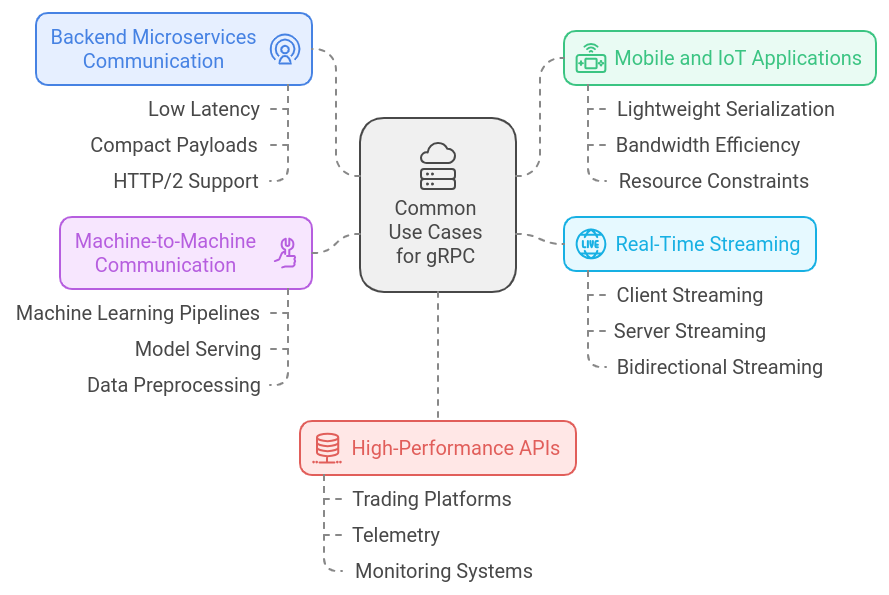 Backend Microservices
Communication
Low Latency
Compact Payloads
HTTP/2 Support
Machine-to-Machine
Communication
Machine Learning Pipelines
Model Serving
Data Preprocessing
Common
Use Cases
for gRPC
Mobile and IoT Applications
Lightweight Serialization
Bandwidth Efficiency
Resource Constraints
LIVE
Real-Time Streaming
Client Streaming
Server Streaming
Bidirectional Streaming
High-Performance APIs
Trading Platforms
Telemetry
Monitoring Systems